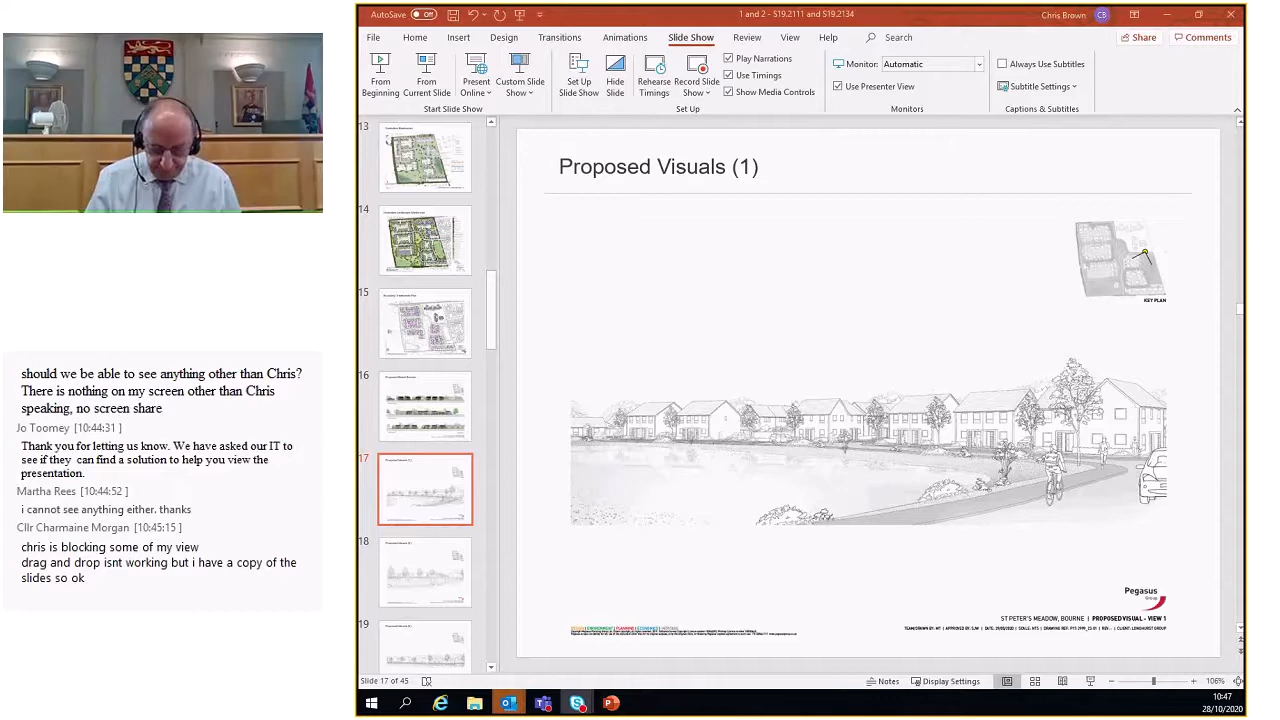 AutoSave
Off
1 and 2 - S19.2111 and S19.2134
Chris Brown
CB
File
Home
Insert
Design
Transitions
Animations
Slide Show
Review
View
Help
Search
Share
Comments
From Beginning
From Current Slide
Present Online
Custom Slide Show
Start Slide Show
Set Up Slide Show
Hide Slide
Rehearse Timings
Record Slide Show
Set Up
Play Narrations
Use Timings
Show Media Controls
Monitor:
Automatic
Use Presenter View
Monitors
Always Use Subtitles
Subtitle Settings
Captions & Subtitles
13
14
15
16
17
18
19
Proposed Visuals (1)
KEY PLAN
Pegasus
Group
ST PETER'S MEADOW, BOURNE | PROPOSED VISUAL - VIEW 1
should we be able to see anything other than Chris?
There is nothing on my screen other than Chris
speaking, no screen share
Jo Toomey [10:44:31]
Thank you for letting us know. We have asked our IT to
see if they can find a solution to help you view the
presentation.
Martha Rees [10:44:52]
i cannot see anything either. thanks
Cllr Charmaine Morgan [10:45:15]
chris is blocking some of my view
drag and drop isnt working but i have a copy of the
slides so ok
Slide 17 of 45
Notes
Display Settings
106%
10:47
28/10/2020